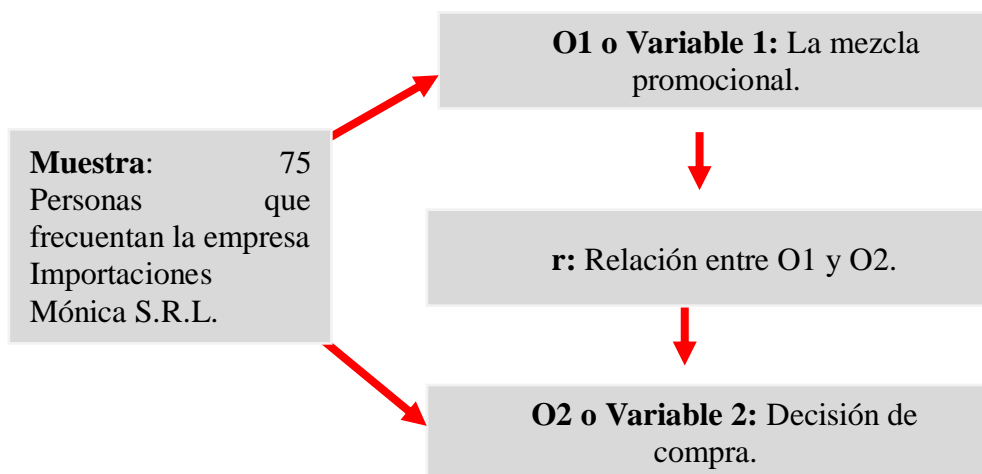 O1 o Variable 1: La mezcla
promocional.
Muestra: 75
Personas que
frecuentan la empresa
Importaciones
Mónica S.R.L.
r: Relación entre O1 y O2.
O2 o Variable 2: Decisión de
compra.